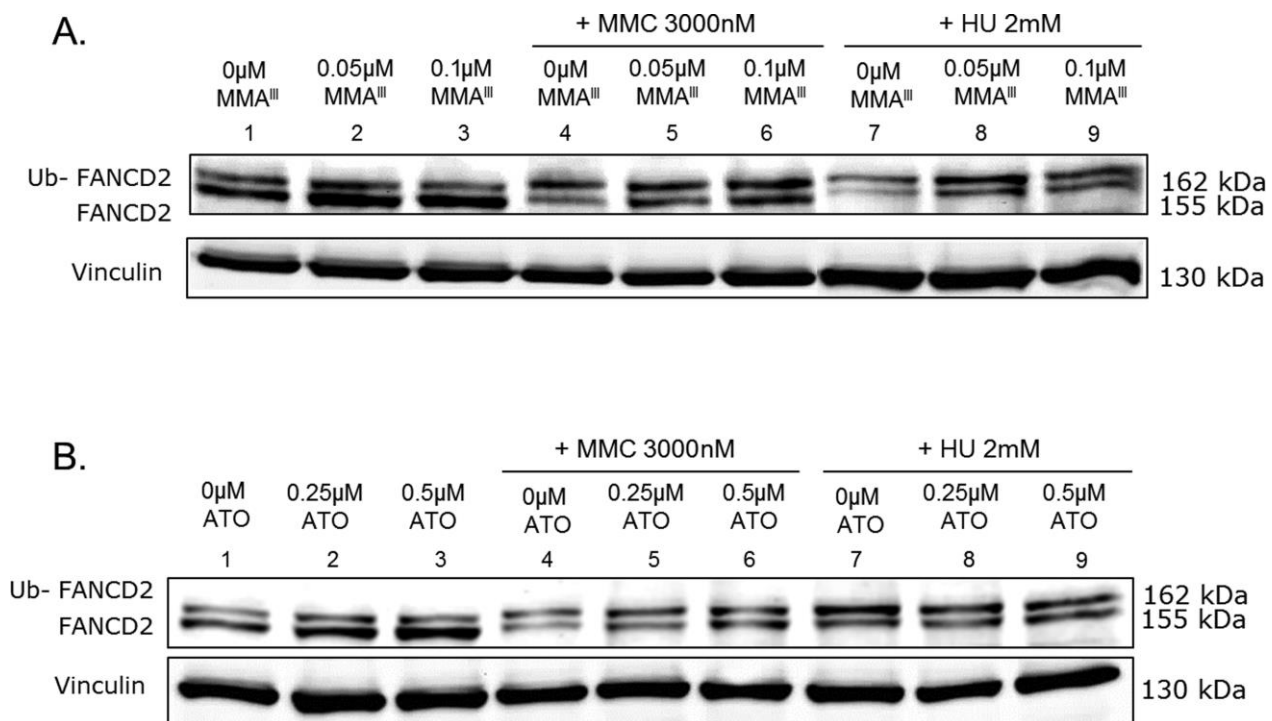 A.
+ MMC 3000nM + HU 2mM
0µM 0.05µM 0.1µM 0µM 0.05µM 0.1µM 0µM 0.05µM 0.1µM
MMAᴵᴵᴵ MMAᴵᴵᴵ MMAᴵᴵᴵ MMAᴵᴵᴵ MMAᴵᴵᴵ MMAᴵᴵᴵ MMAᴵᴵᴵ MMAᴵᴵᴵ MMAᴵᴵᴵ
1 2 3 4 5 6 7 8 9
Ub- FANCD2 162 kDa
FANCD2 155 kDa
Vinculin 130 kDa
B.
+ MMC 3000nM + HU 2mM
0µM 0.25µM 0.5µM 0µM 0.25µM 0.5µM 0µM 0.25µM 0.5µM
ATO ATO ATO ATO ATO ATO ATO ATO ATO
1 2 3 4 5 6 7 8 9
Ub- FANCD2 162 kDa
FANCD2 155 kDa
Vinculin 130 kDa